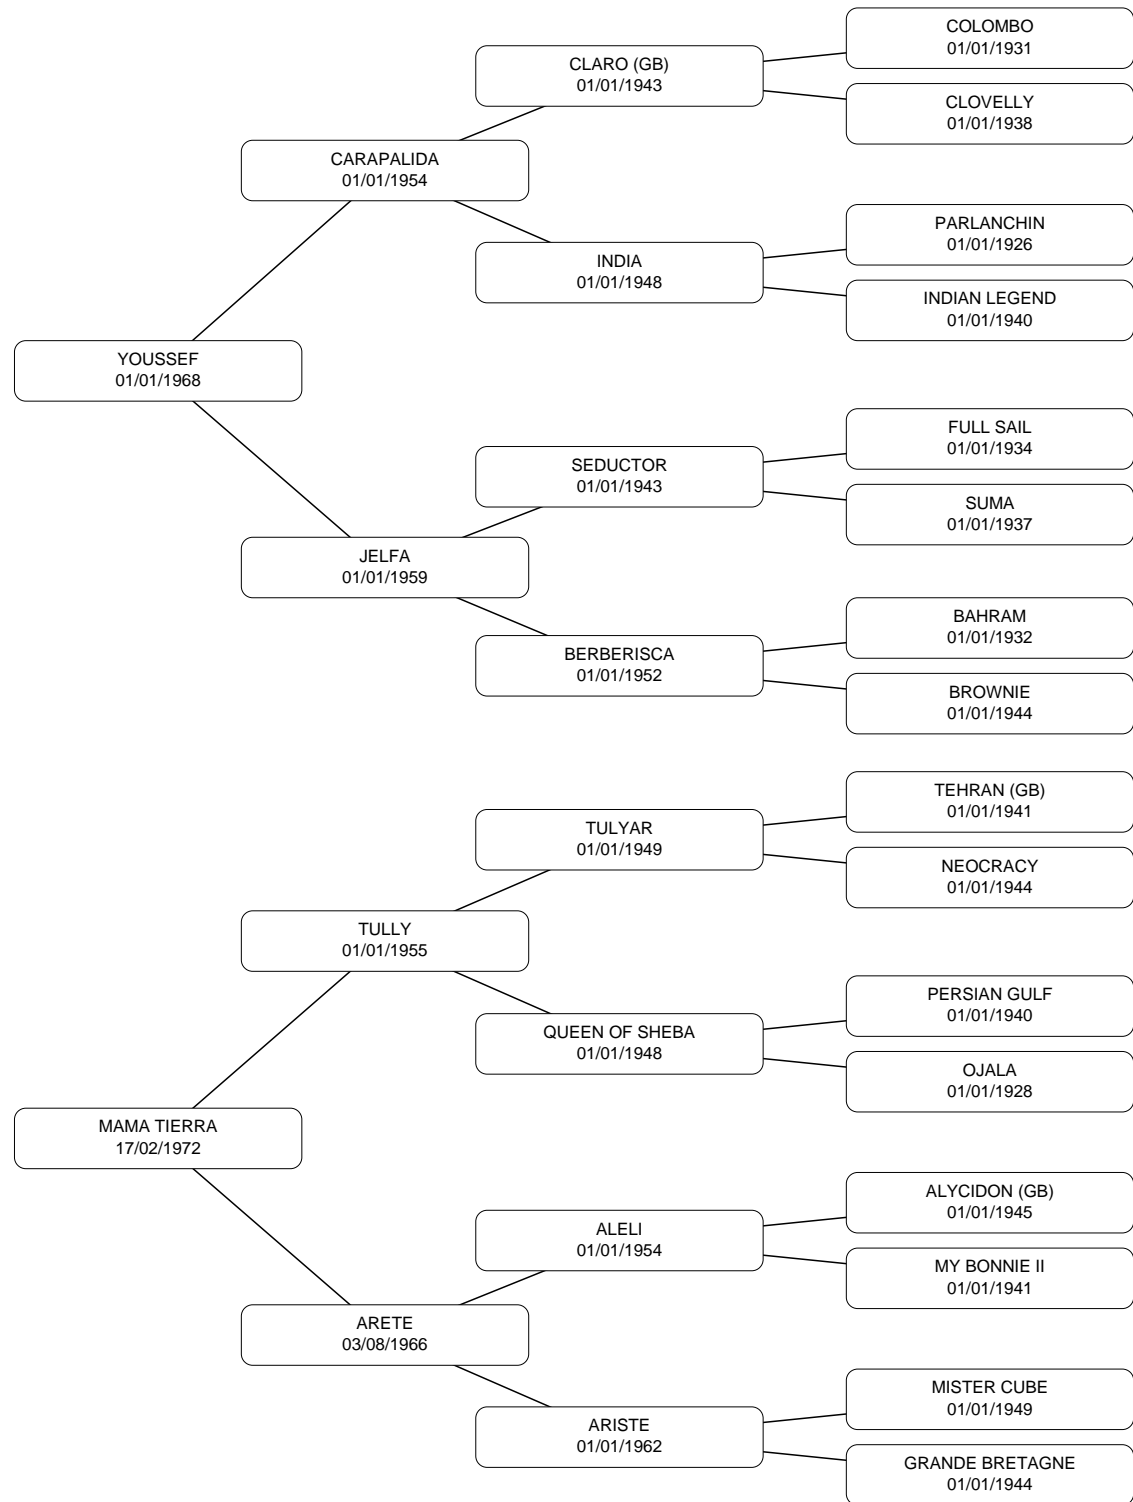 COLOMBO
01/01/1931
CLARO (GB)
01/01/1943
CLOVELLY
01/01/1938
CARAPALIDA
01/01/1954
PARLANCHIN
01/01/1926
INDIA
01/01/1948
INDIAN LEGEND
01/01/1940
YOUSSEF
01/01/1968
FULL SAIL
01/01/1934
SEDUCTOR
01/01/1943
SUMA
01/01/1937
JELFA
01/01/1959
BAHRAM
01/01/1932
BERBERISCA
01/01/1952
BROWNIE
01/01/1944
TEHRAN (GB)
01/01/1941
TULYAR
01/01/1949
NEOCRACY
01/01/1944
TULLY
01/01/1955
PERSIAN GULF
01/01/1940
QUEEN OF SHEBA
01/01/1948
OJALA
01/01/1928
MAMA TIERRA
17/02/1972
ALYCIDON (GB)
01/01/1945
ALELI
01/01/1954
MY BONNIE II
01/01/1941
ARETE
03/08/1966
MISTER CUBE
01/01/1949
ARISTE
01/01/1962
GRANDE BRETAGNE
01/01/1944